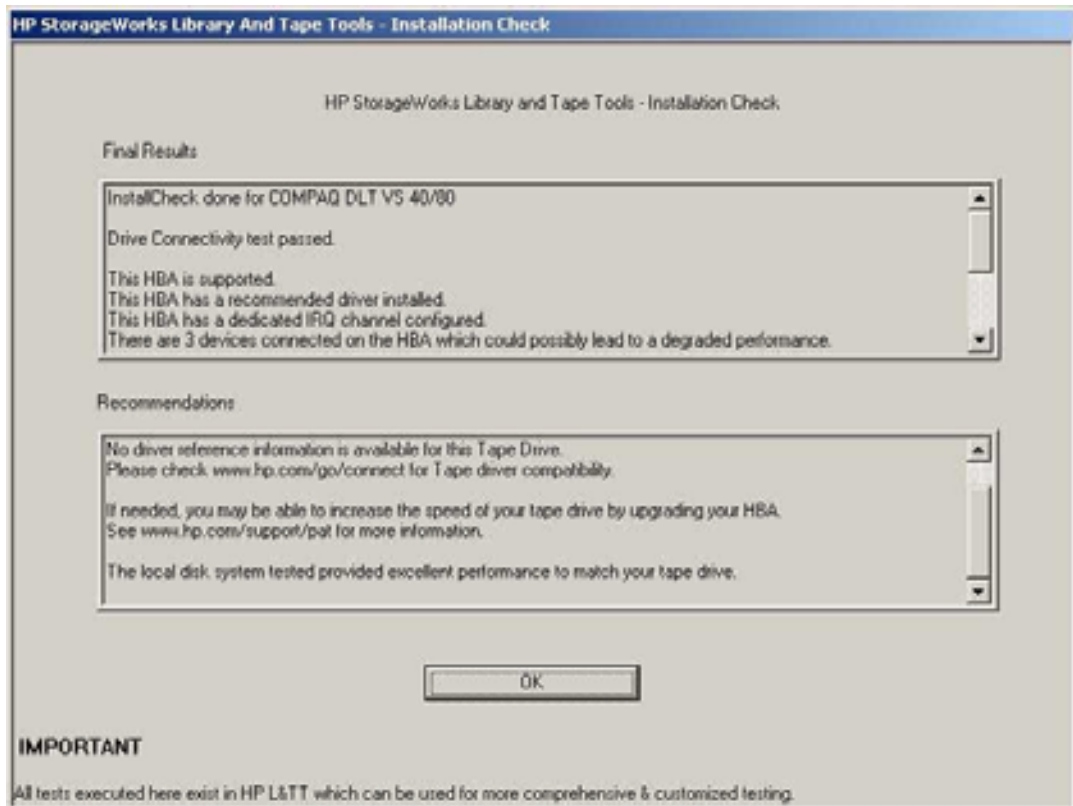 HP StorageWorks Library And Tape Tools - Installation Check
HP StorageWorks Library and Tape Tools - Installation Check
Final Results
InstallCheck done for COMPAQ DLT VS 40/80
Drive Connectivity test passed.
This HBA is supported.
This HBA has a recommended driver installed.
This HBA has a dedicated IRQ channel configured.
There are 3 devices connected on the HBA which could possibly lead to a degraded performance.
Recommendations
No driver reference information is available for this Tape Drive.
Please check www.hp.com/go/connect for Tape driver compatibility.
If needed, you may be able to increase the speed of your tape drive by upgrading your HBA.
See www.hp.com/support/pat for more information.
The local disk system tested provided excellent performance to match your tape drive.
OK
IMPORTANT
All tests executed here exist in HP L&TT which can be used for more comprehensive & customized testing.